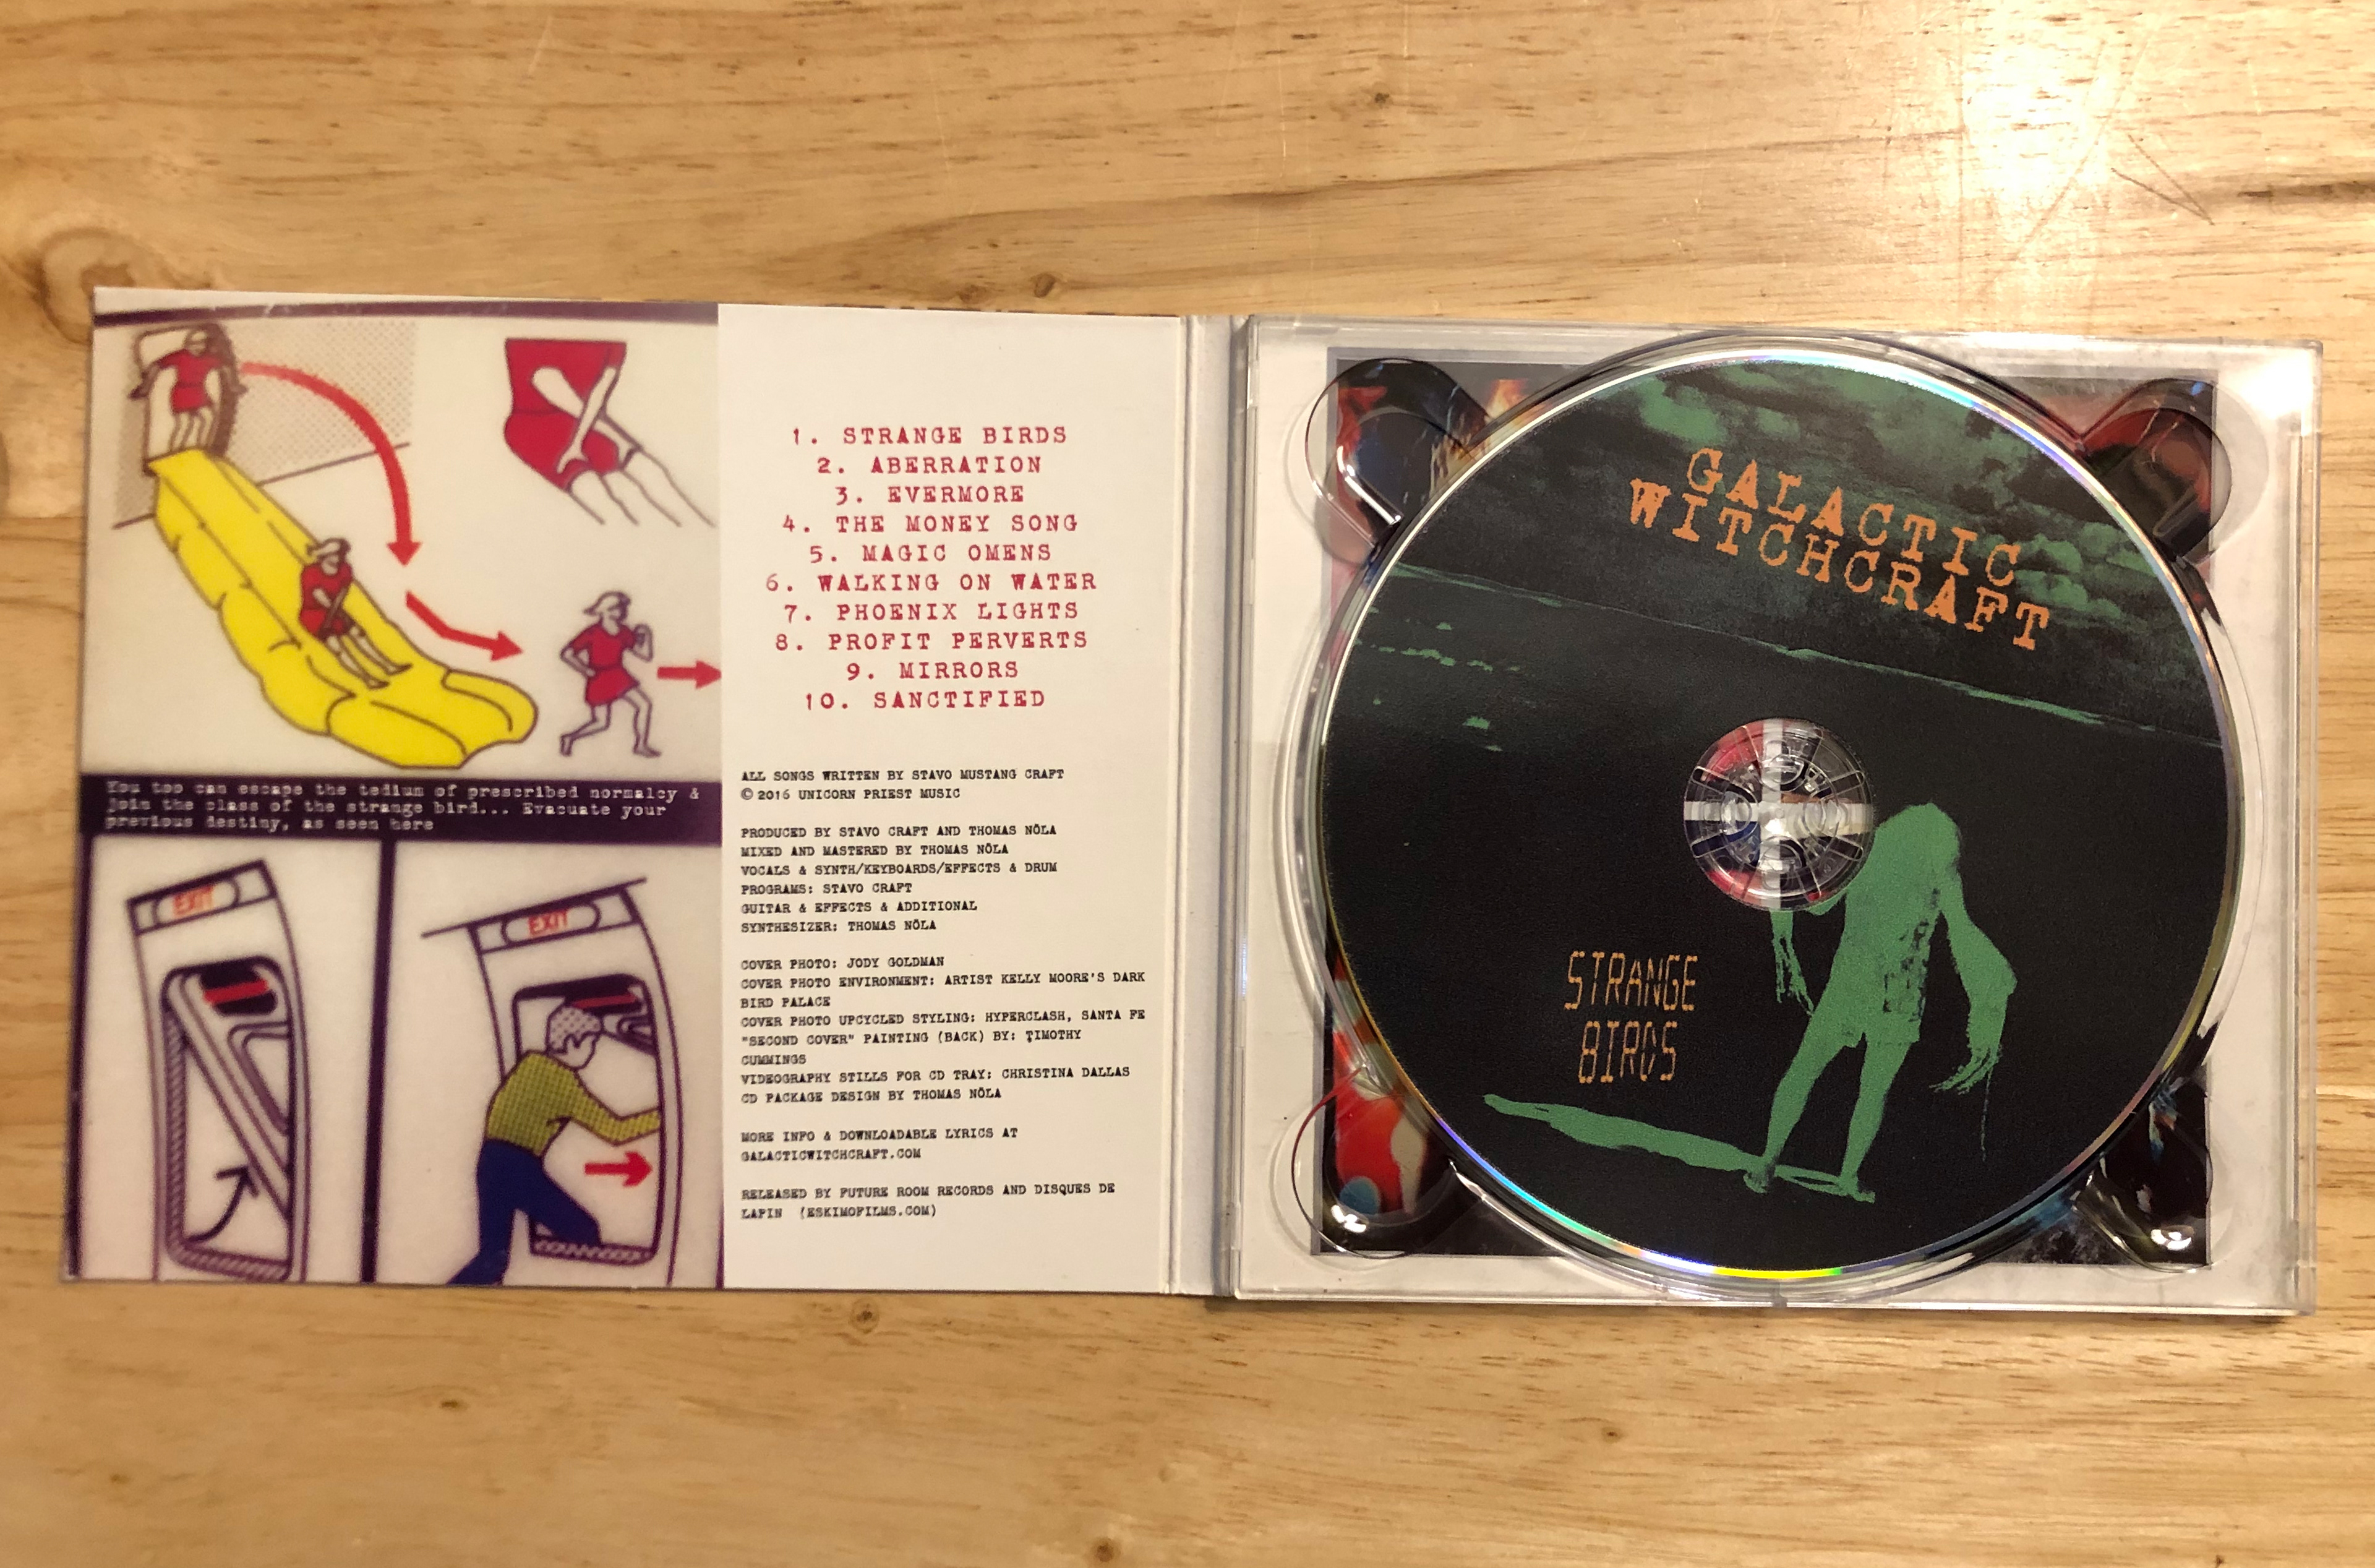 You too can escape the tedium of prescribed normalcy &
join the class of the strange bird... Evacuate your
previous destiny, as seen here
EXIT
EXIT
1. STRANGE BIRDS
2. ABERRATION
3. EVERMORE
4. THE MONEY SONG
5. MAGIC OMENS
6. WALKING ON WATER
7. PHOENIX LIGHTS
8. PROFIT PERVERTS
9. MIRRORS
10. SANCTIFIED
ALL SONGS WRITTEN BY STAVO MUSTANG CRAFT
© 2016 UNICORN PRIEST MUSIC
PRODUCED BY STAVO CRAFT AND THOMAS NÖLA
MIXED AND MASTERED BY THOMAS NÖLA
VOCALS & SYNTH/KEYBOARDS/EFFECTS & DRUM
PROGRAMS: STAVO CRAFT
GUITAR & EFFECTS & ADDITIONAL
SYNTHESIZER: THOMAS NÖLA
COVER PHOTO: JODY GOLDMAN
COVER PHOTO ENVIRONMENT: ARTIST KELLY MOORE'S DARK
BIRD PALACE
COVER PHOTO UPCYCLED STYLING: HYPERCLASH, SANTA FE
"SECOND COVER" PAINTING (BACK) BY: ŢIMOTHY
CUMMINGS
VIDEOGRAPHY STILLS FOR CD TRAY: CHRISTINA DALLAS
CD PACKAGE DESIGN BY THOMAS NÖLA
MORE INFO & DOWNLOADABLE LYRICS AT
GALACTICWITCHCRAFT.COM
RELEASED BY FUTURE ROOM RECORDS AND DISQUES DE
LAPIN (ESKIMOFILMS.COM)
GALACTIC
WITCHCRAFT
STRANGE
BIRDS